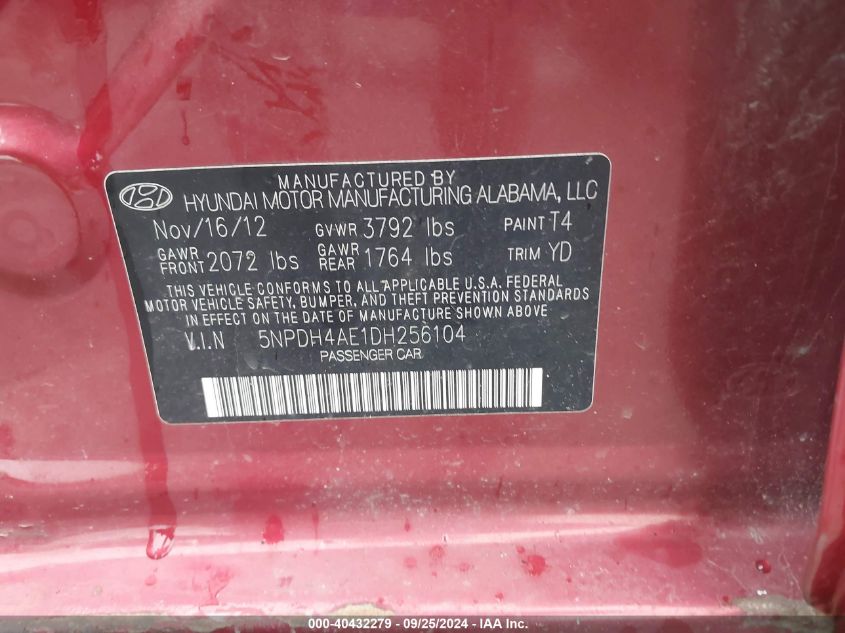 MANUFACTURED BY
HYUNDAI MOTOR MANUFACTURING ALABAMA, LLC
Nov/16/12 GVWR 3792 lbs PAINT T4
GAWR FRONT 2072 lbs GAWR REAR 1764 lbs TRIM YD
THIS VEHICLE CONFORMS TO ALL APPLICABLE U.S.A. FEDERAL
MOTOR VEHICLE SAFETY, BUMPER, AND THEFT PREVENTION STANDARDS
IN EFFECT ON THE DATE OF MANUFACTURE SHOWN ABOVE
V.I.N 5NPDH4AE1DH256104
PASSENGER CAR
000-40432279 - 09/25/2024 - IAA Inc.